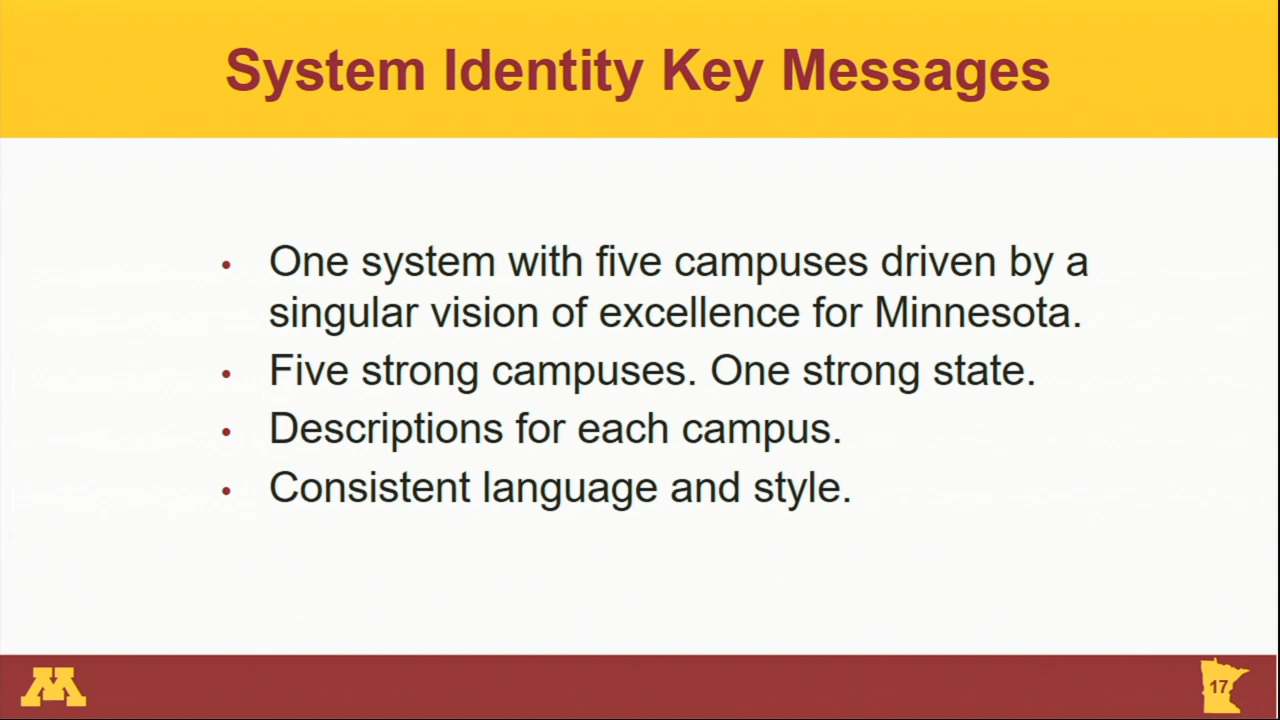 System Identity Key Messages
• One system with five campuses driven by a
singular vision of excellence for Minnesota.
• Five strong campuses. One strong state.
• Descriptions for each campus.
• Consistent language and style.
M
17